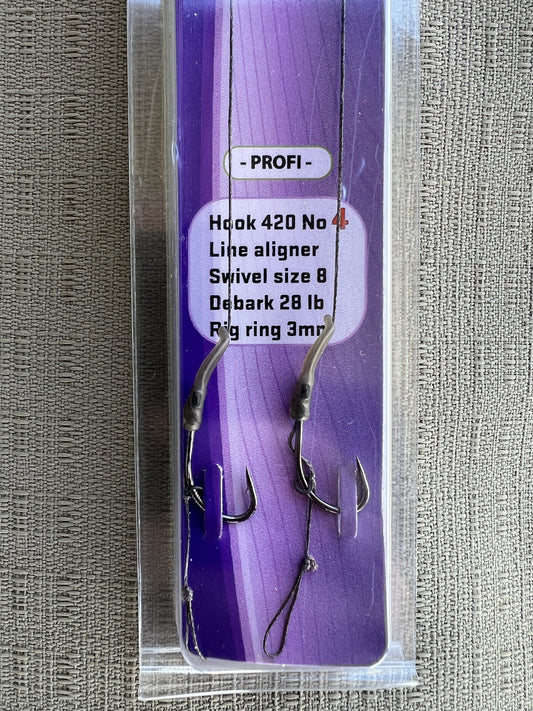 - PROFI -
Hook 420 No 4
Line aligner
Swivel size 8
Debark 28 lb
Rig ring 3mm